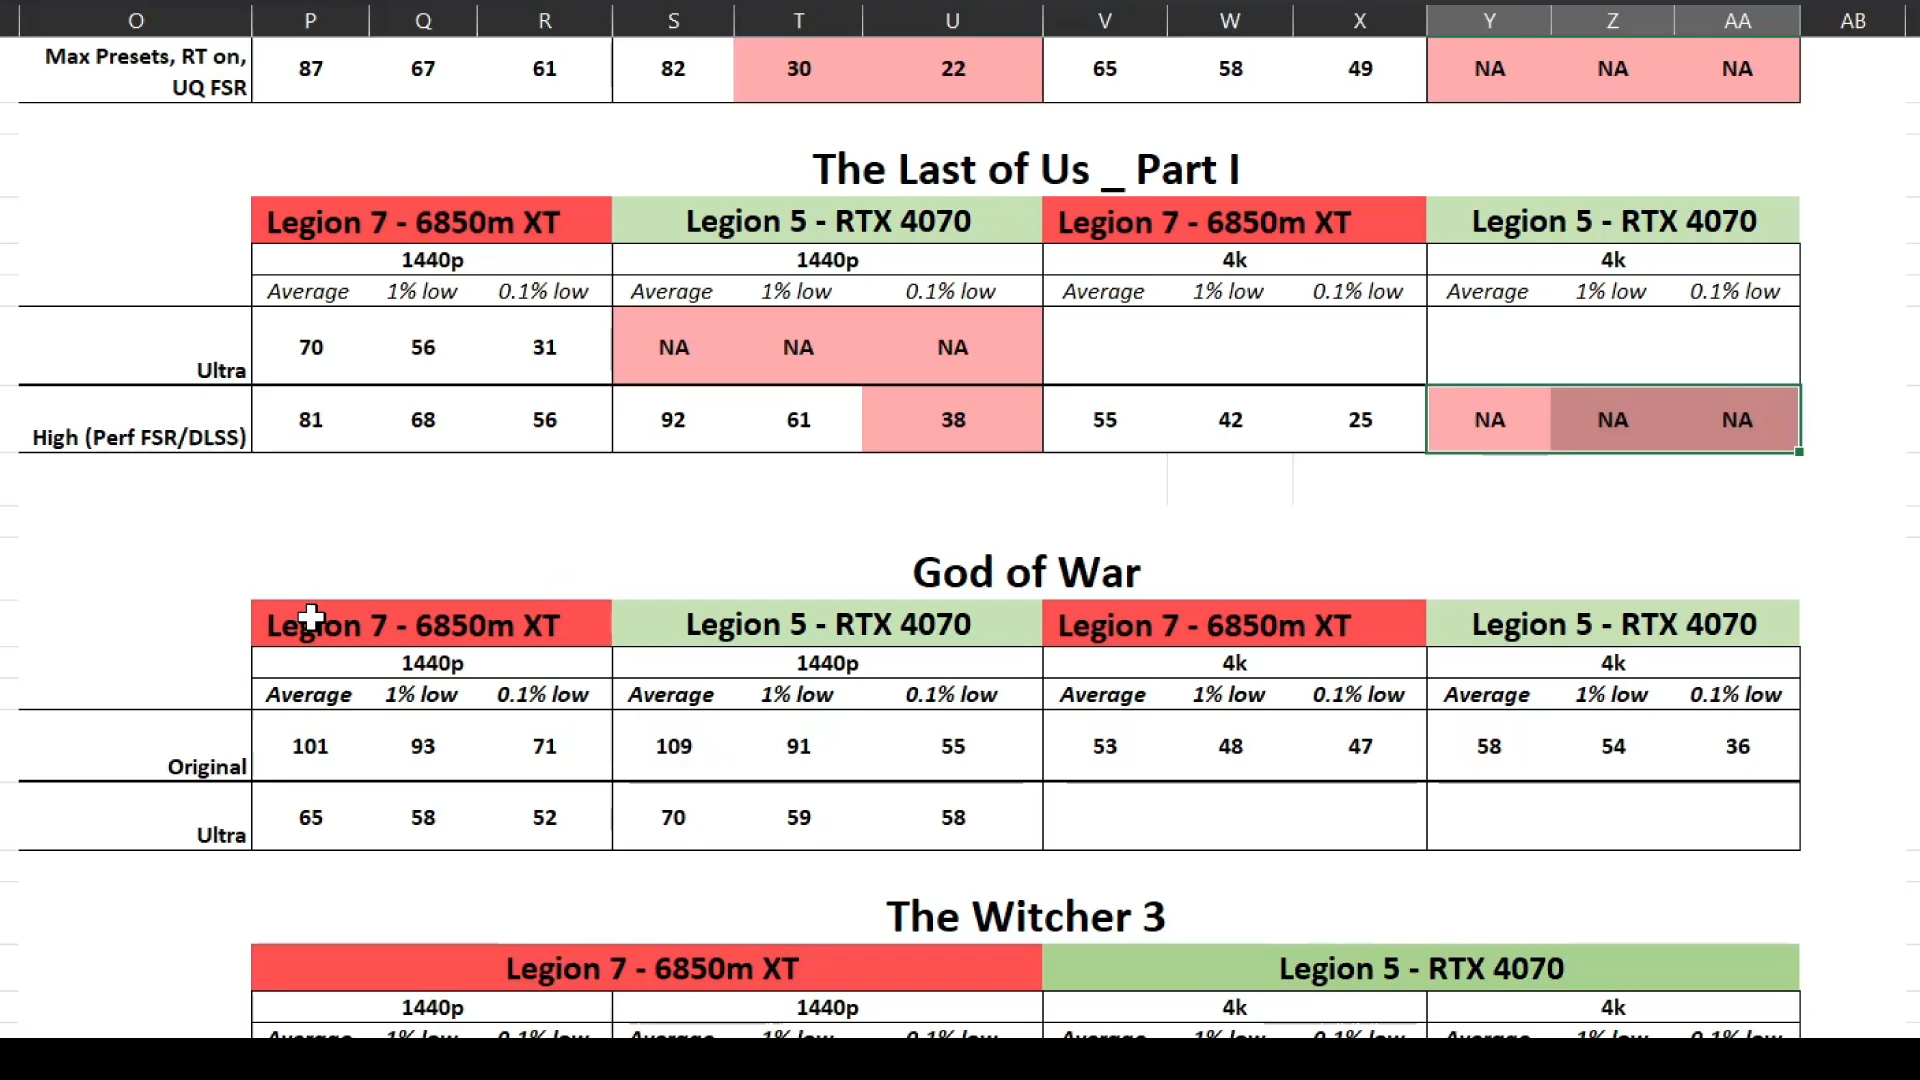 O P Q R S T U V W X Y Z AA AB
Max Presets, RT on, UQ FSR 87 67 61 82 30 22 65 58 49 NA NA NA
The Last of Us _ Part I
Legion 7 - 6850m XT Legion 5 - RTX 4070 Legion 7 - 6850m XT Legion 5 - RTX 4070
1440p 1440p 4k 4k
Average 1% low 0.1% low Average 1% low 0.1% low Average 1% low 0.1% low Average 1% low 0.1% low
Ultra 70 56 31 NA NA NA
High (Perf FSR/DLSS) 81 68 56 92 61 38 55 42 25 NA NA NA
God of War
Legion 7 - 6850m XT Legion 5 - RTX 4070 Legion 7 - 6850m XT Legion 5 - RTX 4070
1440p 1440p 4k 4k
Average 1% low 0.1% low Average 1% low 0.1% low Average 1% low 0.1% low Average 1% low 0.1% low
Original 101 93 71 109 91 55 53 48 47 58 54 36
Ultra 65 58 52 70 59 58
The Witcher 3
Legion 7 - 6850m XT Legion 5 - RTX 4070
1440p 1440p 4k 4k